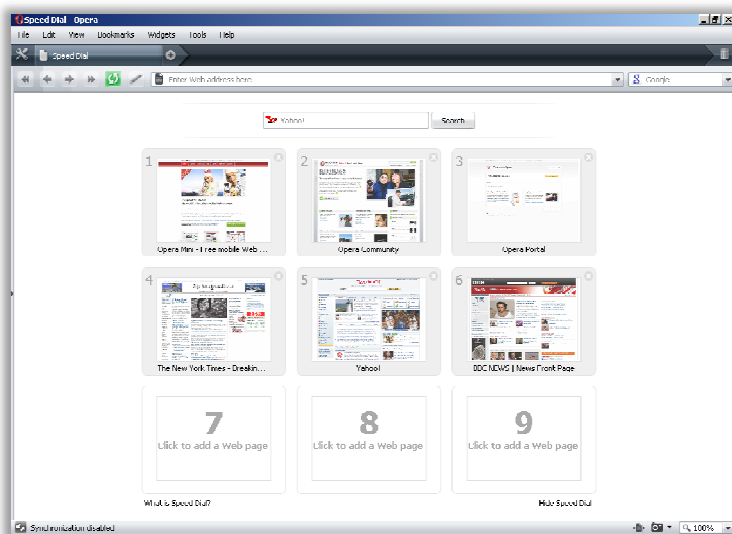 Speed Dial - Opera
File Edit View Bookmarks Widgets Tools Help
Speed Dial
Enter Web address here
Google
Yahoo!
Search
1 2 3
Opera Mini - Free mobile Web ... Opera Community Opera Portal
4 5 6
The New York Times - Breakin... Yahoo! BBC NEWS | News Front Page
7 8 9
Click to add a Web page Click to add a Web page Click to add a Web page
What is Speed Dial? Hide Speed Dial
Synchronization disabled
100%